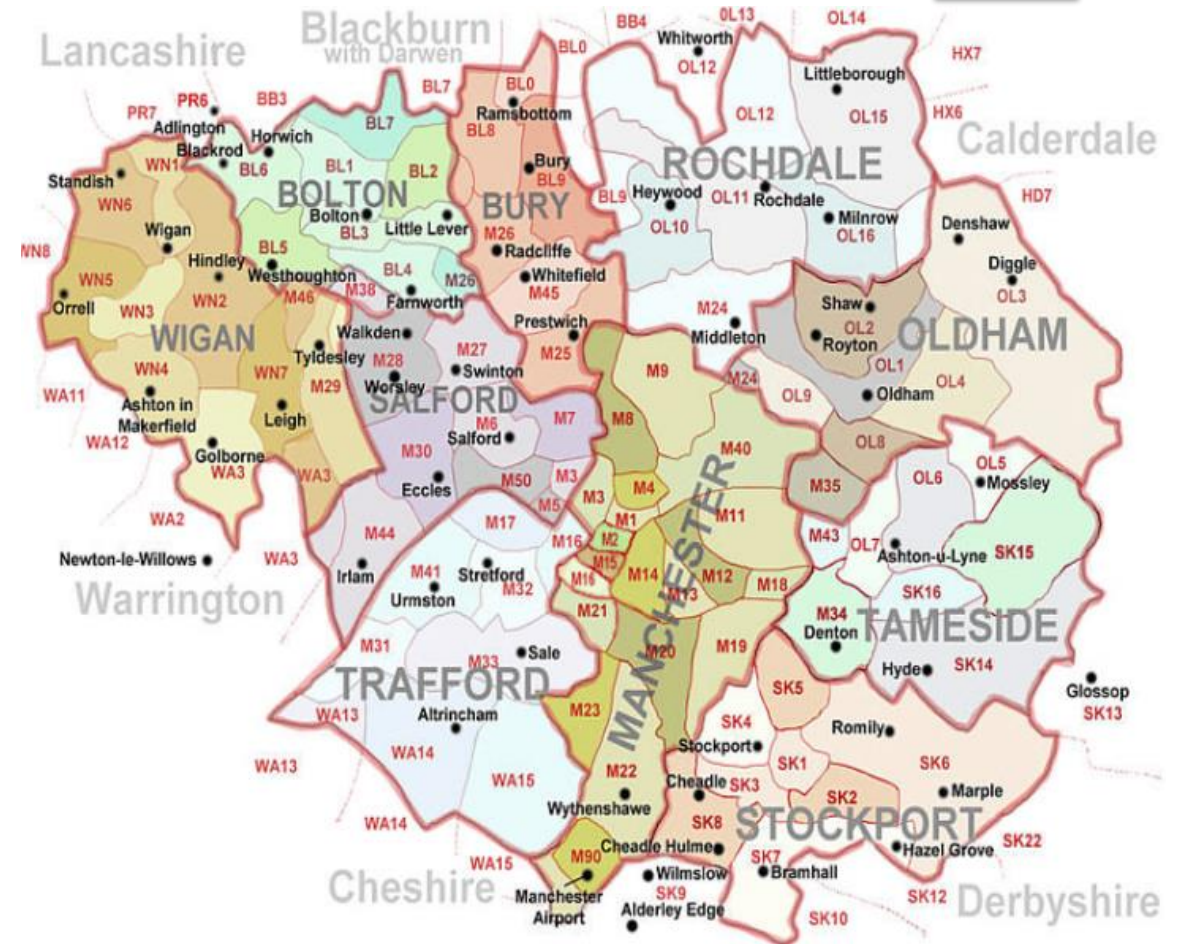 Blackburn
with Darwen
BB4
OL13
OL14
Lancashire
BL0
Whitworth
OL12
HX7
Littleborough
PR6
PR7
BB3
BL7
BL0
Ramsbottom
HX6
Adlington
Horwich
BL7
BL8
OL12
OL15
Calderdale
Blackrod
WN1
BL6
BL1
BL2
Bury
BL9
ROCHDALE
Standish
WN6
BOLTON
BURY
BL9
Heywood
OL11
Rochdale
HD7
Bolton
BL3
Little Lever
OL10
Milnrow
OL16
Denshaw
Wigan
M26
Radcliffe
WN8
Hindley
BL5
Westhoughton
BL4
M26
Whitefield
M45
Diggle
OL3
WN5
M46
M38
Farnworth
Orrell
WN3
WN2
Shaw
M24
Middleton
OL2
Royton
WIGAN
Walkden
Prestwich
M25
OLDHAM
Tyldesley
M28
M27
Swinton
OL1
WN4
WN7
M29
Worsley
M9
M24
OL9
Oldham
OL4
WA11
Ashton in
Makerfield
Leigh
SALFORD
M6
Salford
M7
M8
WA12
Golborne
WA3
WA3
M30
Eccles
M50
M3
M40
OL8
OL5
Mossley
OL6
M5
M3
M4
M35
WA2
M44
M17
M16
M1
M2
M11
M43
OL7
Ashton-u-Lyne
SK15
Newton-le-Willows
WA3
Irlam
M41
Urmston
Stretford
M32
M15
M16
M14
M12
M13
M18
SK16
Warrington
M21
MANCHESTER
M34
Denton
TAMESIDE
M31
M33
Sale
M20
M19
Hyde
SK14
TRAFFORD
SK5
Glossop
SK13
WA13
Altrincham
M23
SK4
Stockport
Romily
WA13
WA14
WA15
M22
Wythenshawe
Cheadle
SK3
SK1
SK6
Marple
SK2
WA14
SK8
STOCKPORT
WA15
M90
Cheadle Hulme
SK7
Hazel Grove
SK22
Cheshire
Manchester
Airport
Wilmslow
SK9
Alderley Edge
Bramhall
SK10
SK12
Derbyshire